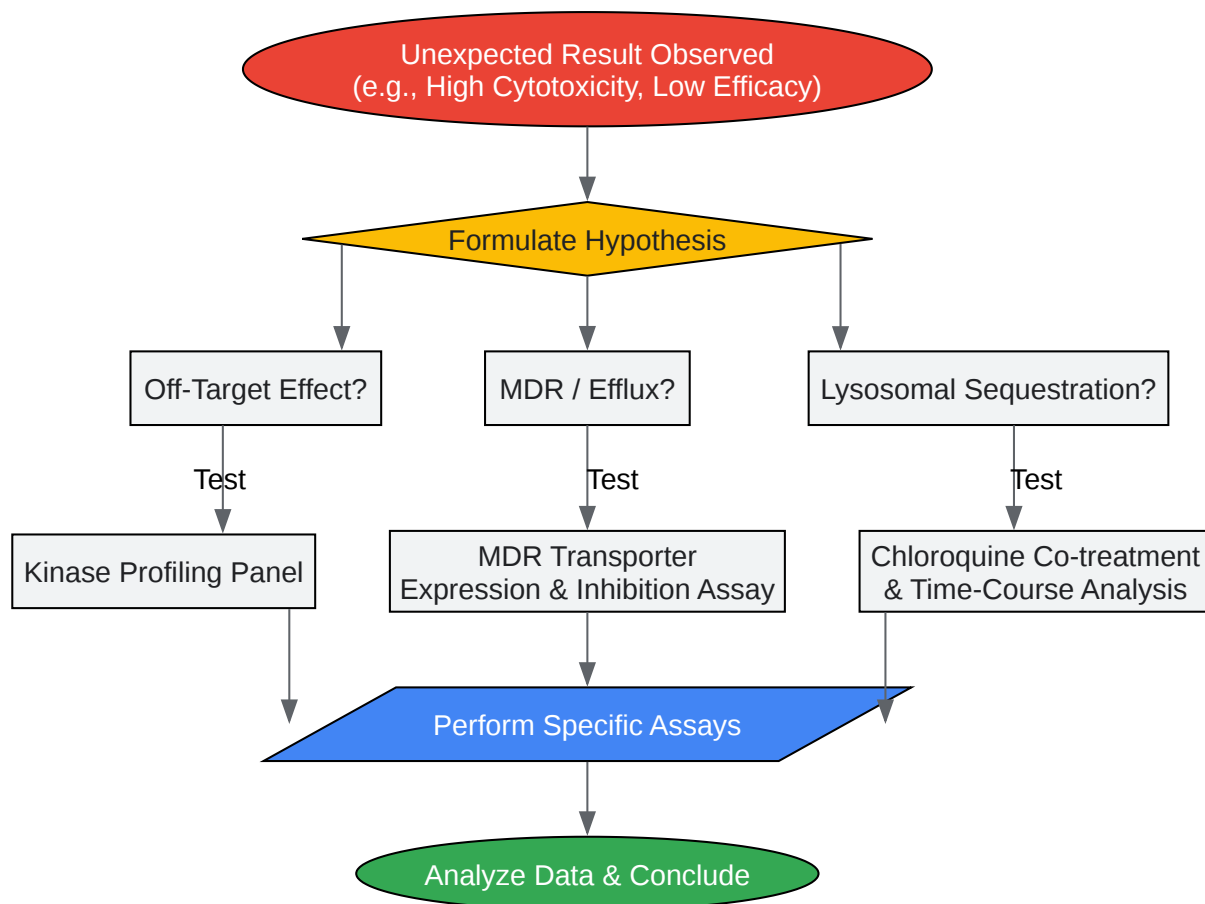 Unexpected Result Observed
(e.g., High Cytotoxicity, Low Efficacy)
Formulate Hypothesis
Off-Target Effect?
MDR / Efflux?
Lysosomal Sequestration?
Test
Test
Test
Kinase Profiling Panel
MDR Transporter
Expression & Inhibition Assay
Chloroquine Co-treatment
& Time-Course Analysis
Perform Specific Assays
Analyze Data & Conclude